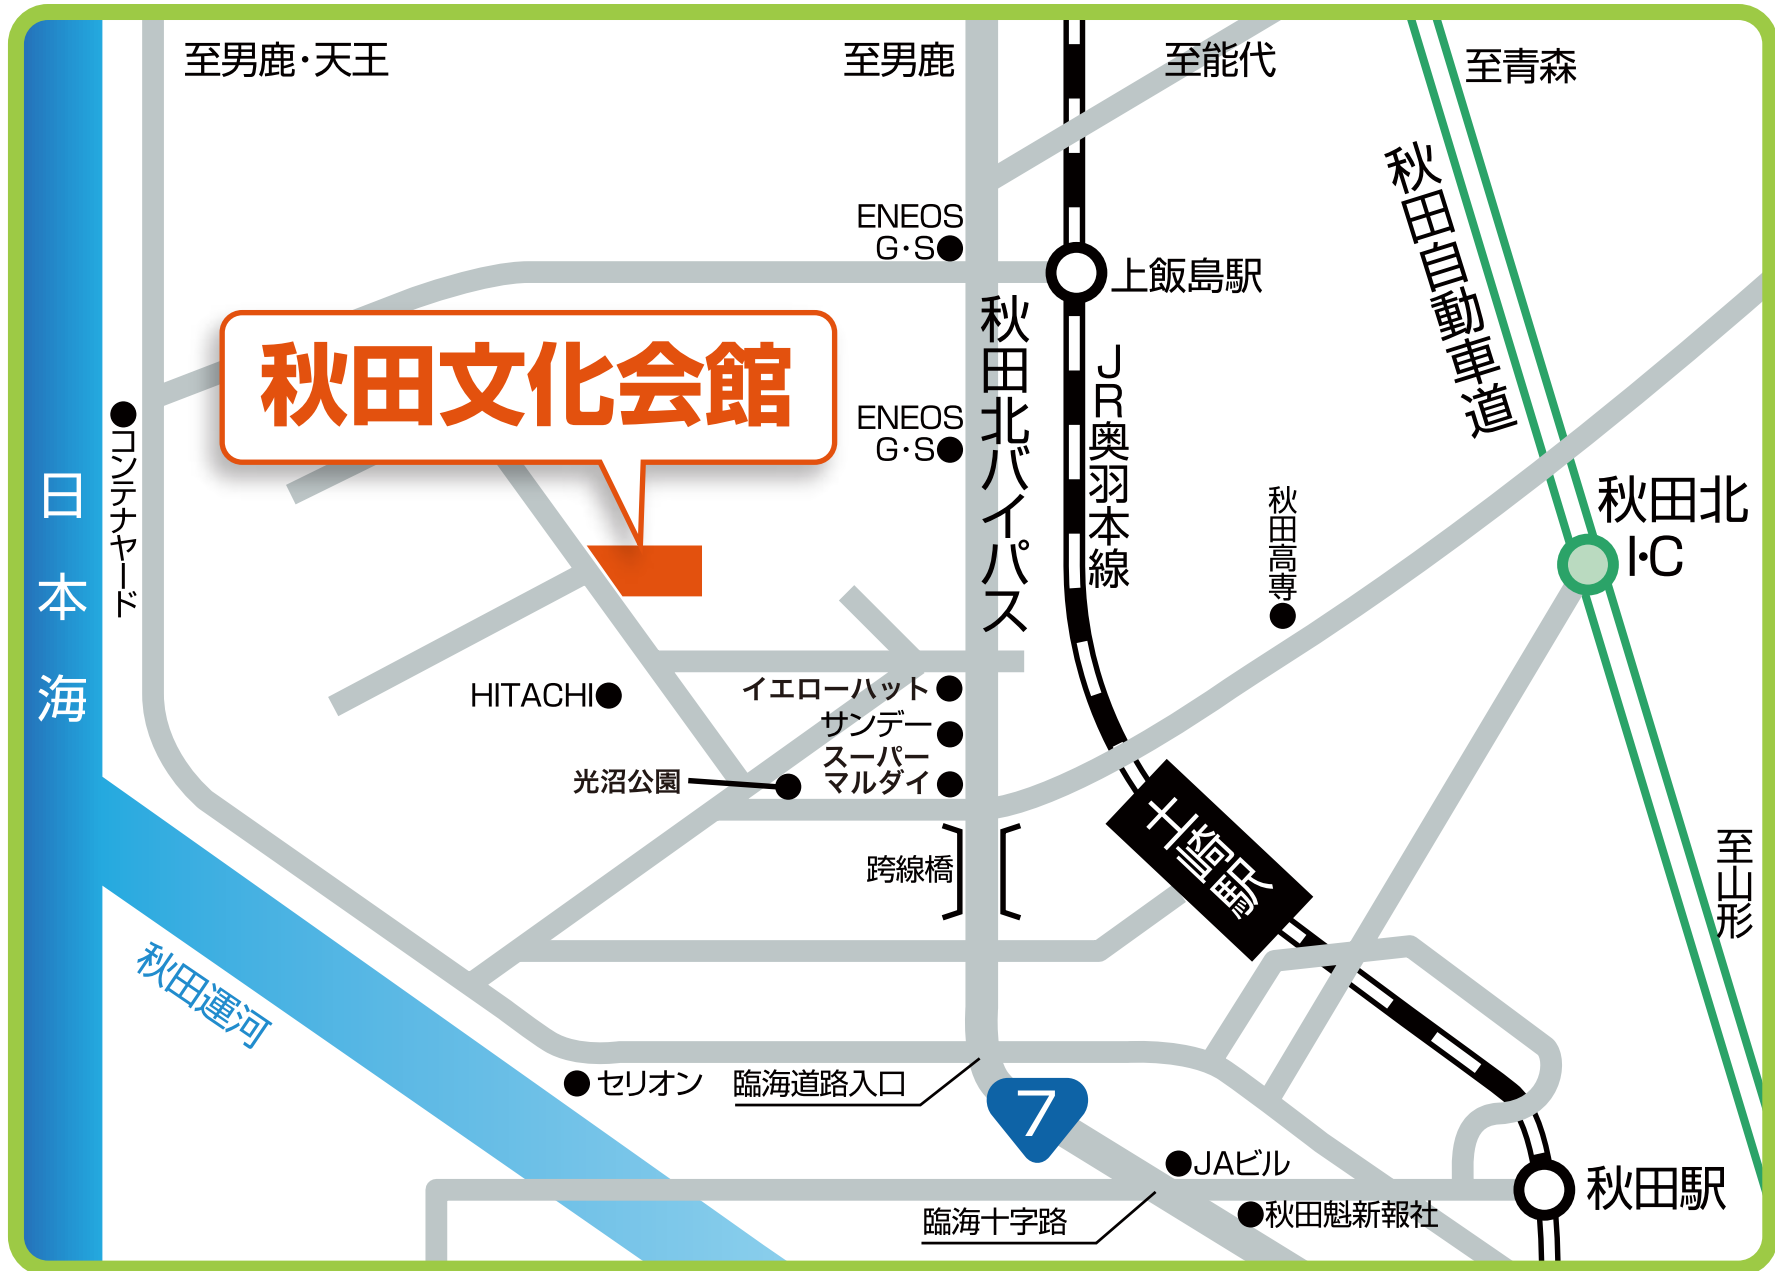 至男鹿・天王
至男鹿
至能代
至青森
秋田自動車道
ENEOS
G・S
上飯島駅
秋田文化会館
秋田北バイパス
JR奥羽本線
ENEOS
G・S
コンテナヤード
日本海
秋田高専
秋田北
I・C
HITACHI
イエローハット
サンデー
スーパー
マルダイ
光沼公園
土崎駅
跨線橋
至山形
秋田運河
セリオン
臨海道路入口
7
JAビル
秋田駅
臨海十字路
秋田魁新報社